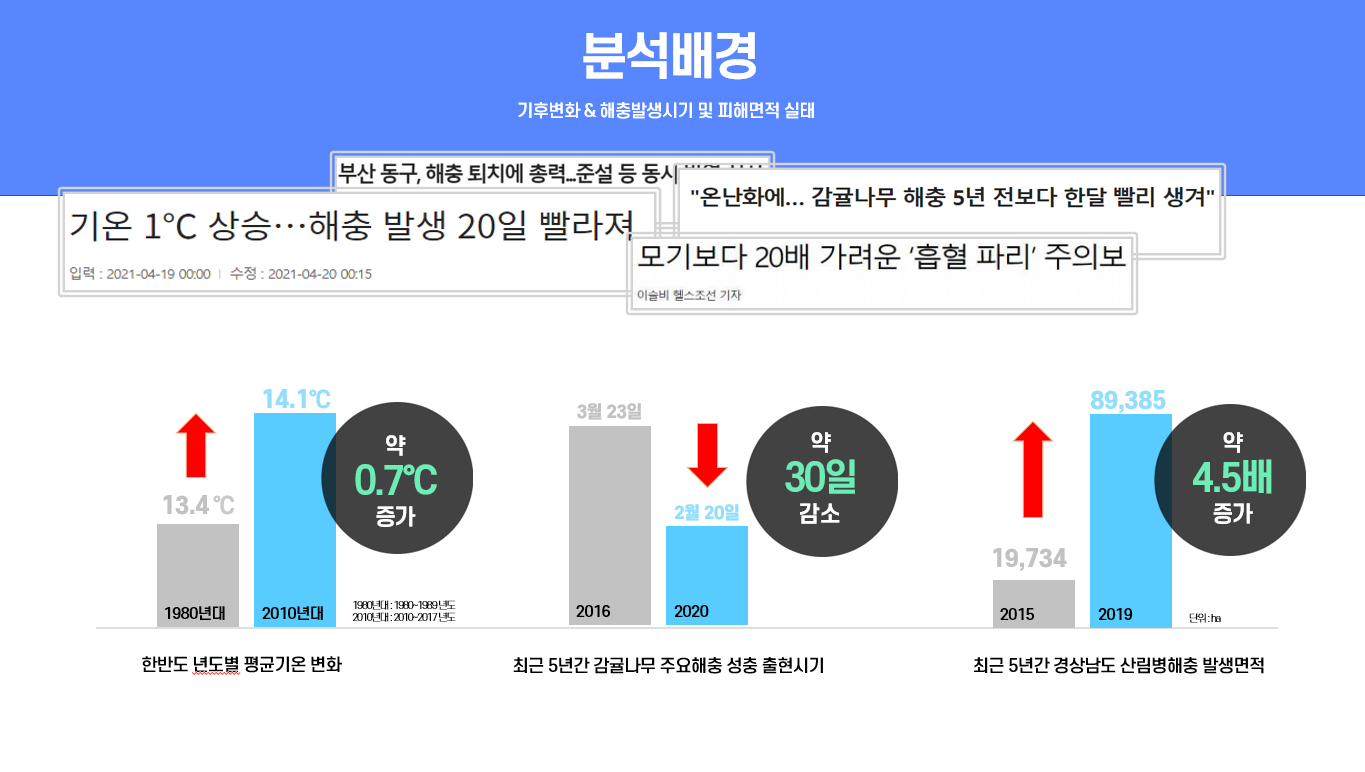 분석배경
기후변화 & 해충발생시기 및 피해면적 실태
부산 동구, 해충 퇴치에 총력...준설 등 동시
"온난화에... 감귤나무 해충 5년 전보다 한달 빨리 생겨"
기온 1℃ 상승…해충 발생 20일 빨라져
입력 : 2021-04-19 00:00 | 수정 : 2021-04-20 00:15
모기보다 20배 가려운 ‘흡혈 파리’ 주의보
이슬비 헬스조선 기자
14.1℃
13.4 ℃
약
0.7℃
증가
1980년대
2010년대
1980년대 : 1980~1989년도
2010년대 : 2010~2017년도
한반도 년도별 평균기온 변화
3월 23일
2월 20일
약
30일
감소
2016
2020
최근 5년간 감귤나무 주요해충 성충 출현시기
89,385
19,734
약
4.5배
증가
2015
2019
단위 : ha
최근 5년간 경상남도 산림병해충 발생면적